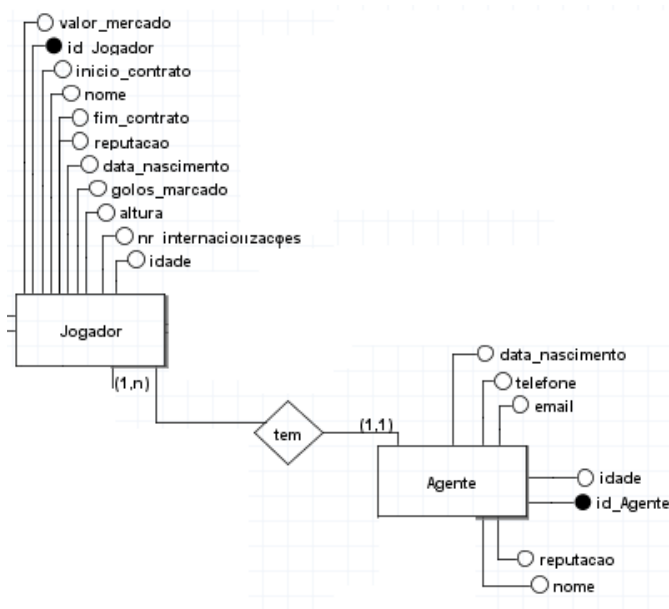 valor_mercado
id_Jogador
inicio_contrato
nome
fim_contrato
reputacao
data_nascimento
golos_marcado
altura
idade
Jogador
(1,n)
tem
(1,1)
data_nascimento
telefone
email
Agente
idade
id_Agente
reputacao
nome